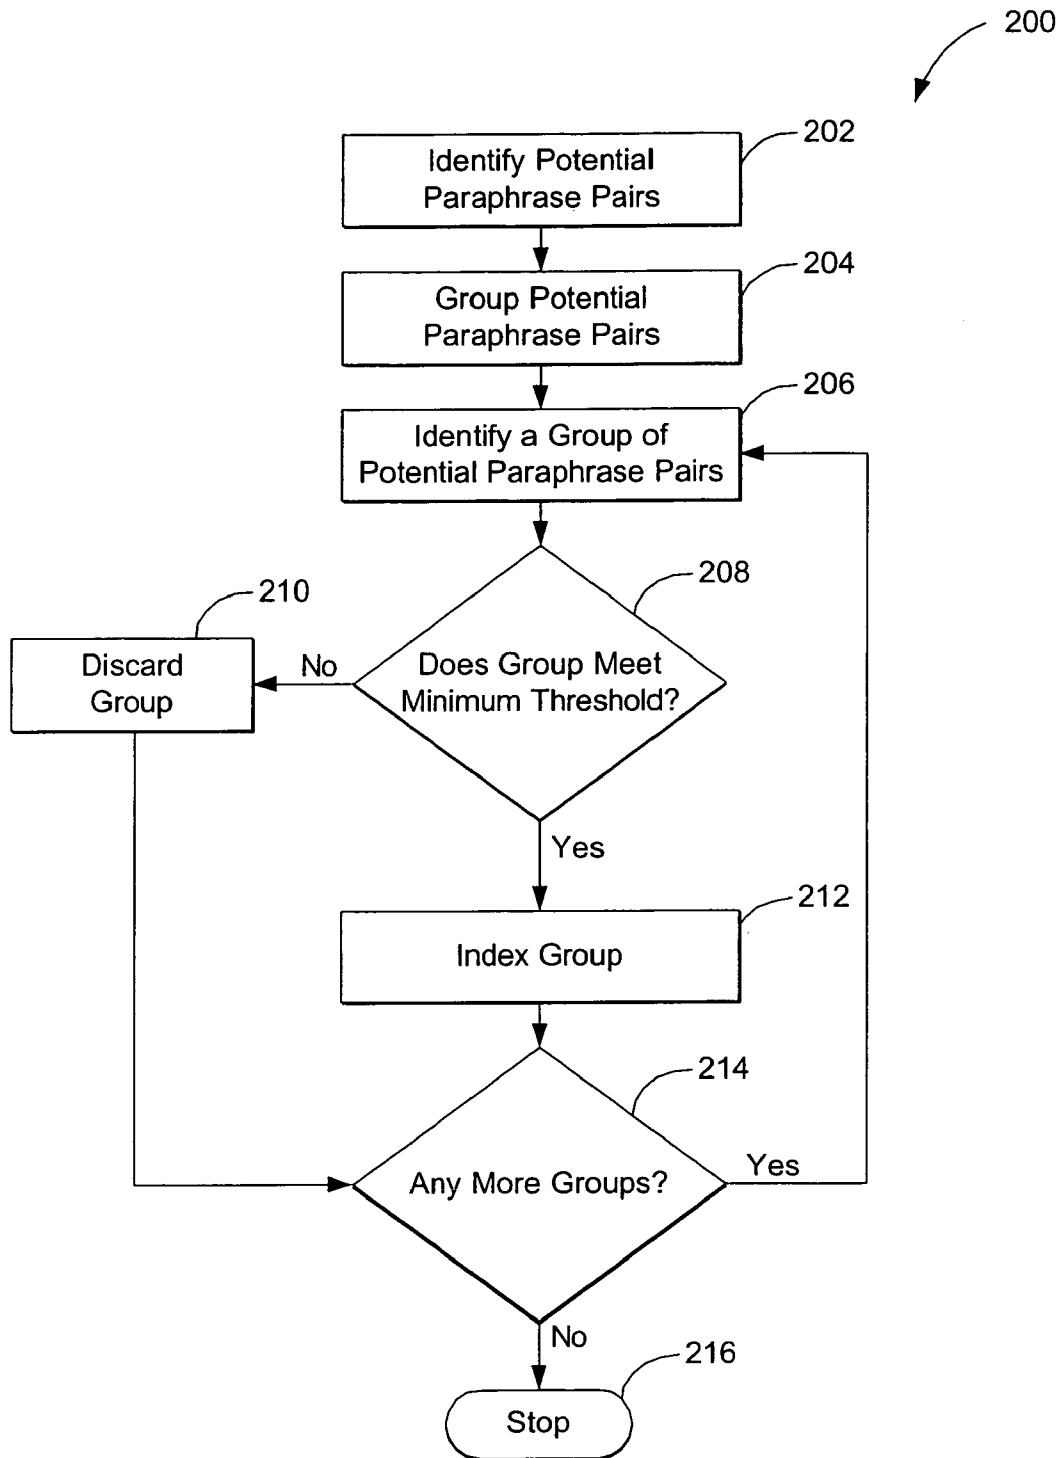 200
202
Identify Potential
Paraphrase Pairs
204
Group Potential
Paraphrase Pairs
206
Identify a Group of
Potential Paraphrase Pairs
208
Does Group Meet
Minimum Threshold?
210
No
Discard
Group
Yes
212
Index Group
214
Any More Groups?
Yes
No
216
Stop